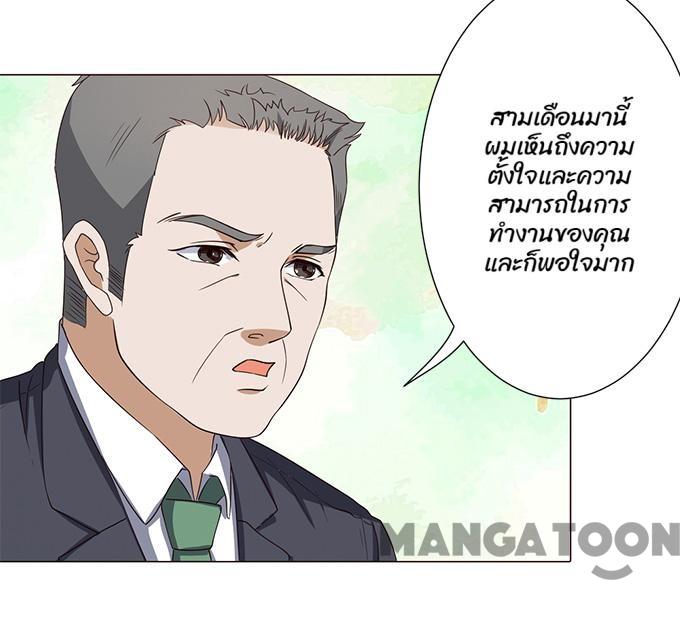 สามเดือนมานี้
ผมเห็นถึงความ
ตั้งใจและความ
สามารถในการ
ทำงานของคุณ
และก็พอใจมาก
MANGATOON